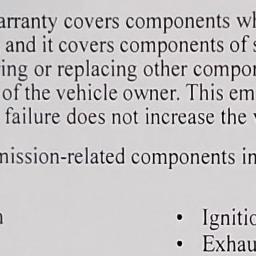 arranty covers components wh
and it covers components of s
ing or replacing other compon
of the vehicle owner. This em
failure does not increase the v
mission-related components in
n
• Ignitio
• Exhau